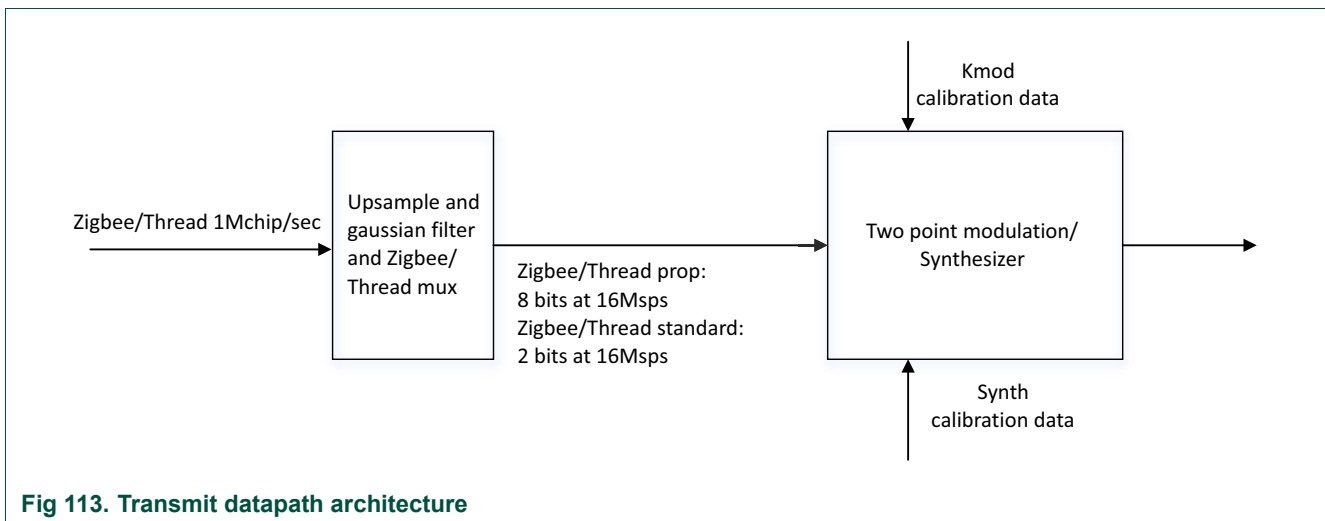 Kmod
calibration data
Zigbee/Thread 1Mchip/sec
Upsample and
gaussian filter
and Zigbee/
Thread mux
Zigbee/Thread prop:
8 bits at 16Msps
Zigbee/Thread standard:
2 bits at 16Msps
Two point modulation/
Synthesizer
Synth
calibration data
Fig 113. Transmit datapath architecture